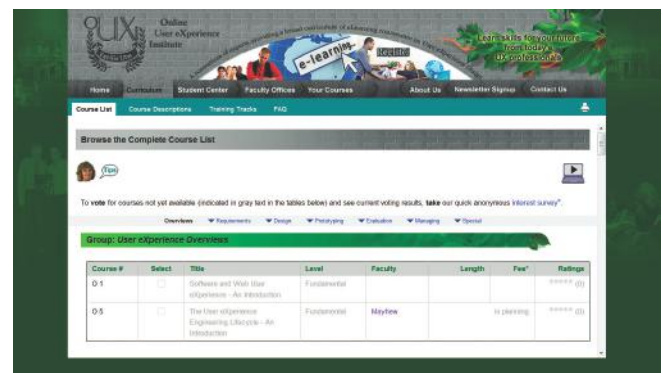 OUX
Online
User eXperience
Institute
e-learning
Learn skills for your future
from today's
UX professionals
Home Curriculum Student Center Faculty Offices Your Courses About Us Newsletter Signup Contact Us
Course List Course Descriptions Training Tracks FAQ
Browse the Complete Course List
Tips
To vote for courses not yet available (indicated in gray text in the tables below) and see current voting results, take our quick anonymous interest survey".
Overviews Requirements Design Prototyping Evaluation Managing Special
Group: User eXperience Overviews
Course # Select Title Level Faculty Length Fee* Ratings
0-1 Software and Web User Fundamental ***** (0)
eXperience - An Introduction
0-5 The User eXperience Fundamental Mayhew in planning ***** (0)
Engineering Lifecycle - An
Introduction